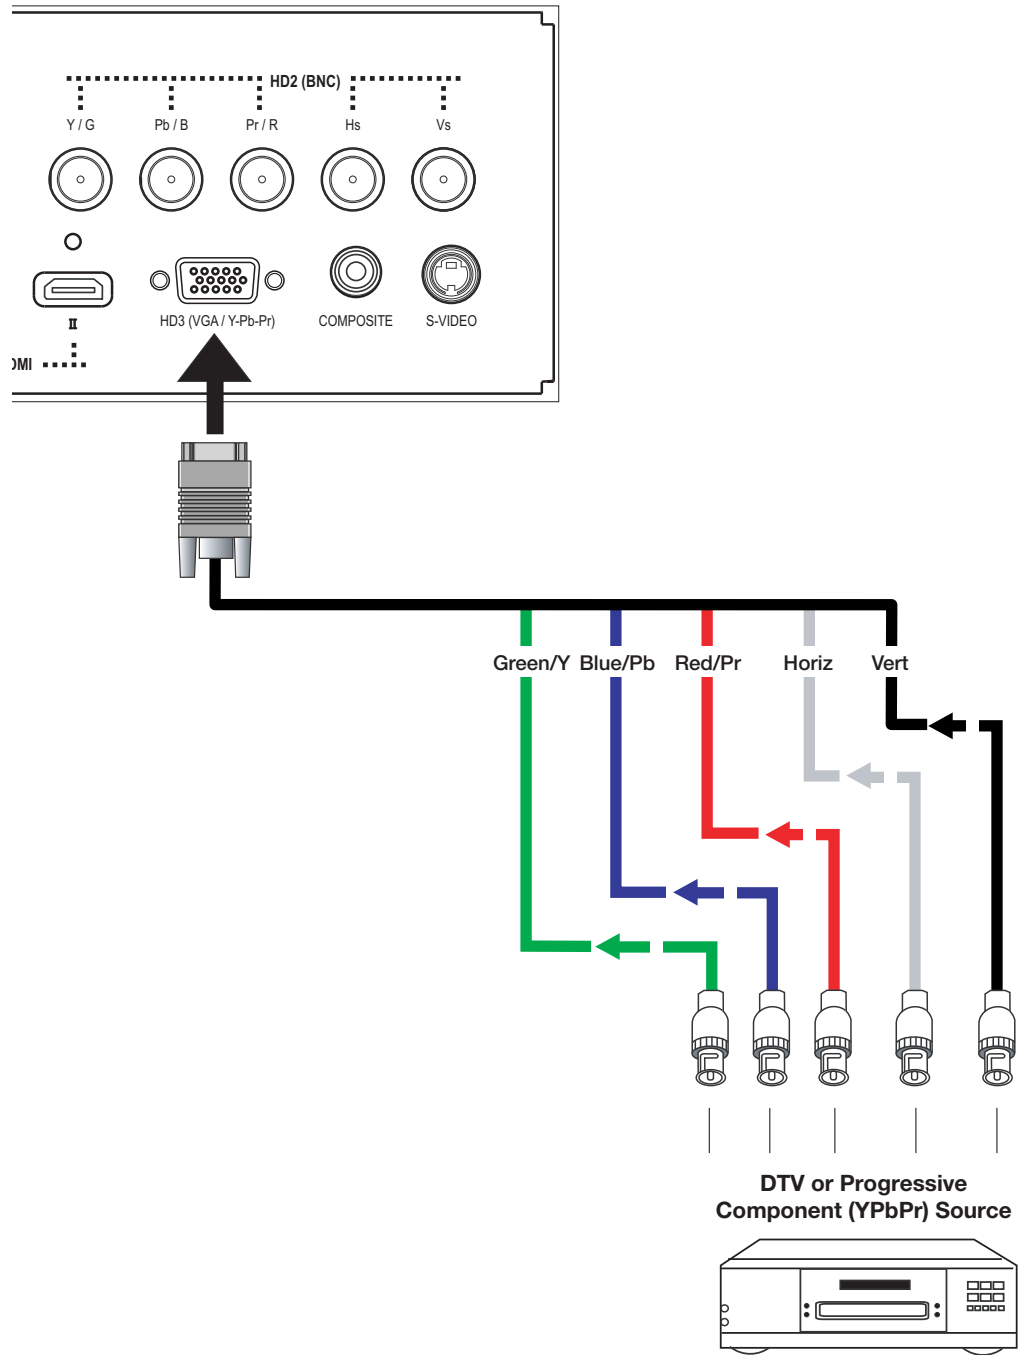 HD2 (BNC)
Y / G Pb / B Pr / R Hs Vs
HD3 (VGA / Y-Pb-Pr) COMPOSITE S-VIDEO
II
Green/Y Blue/Pb Red/Pr Horiz Vert
DTV or Progressive
Component (YPbPr) Source